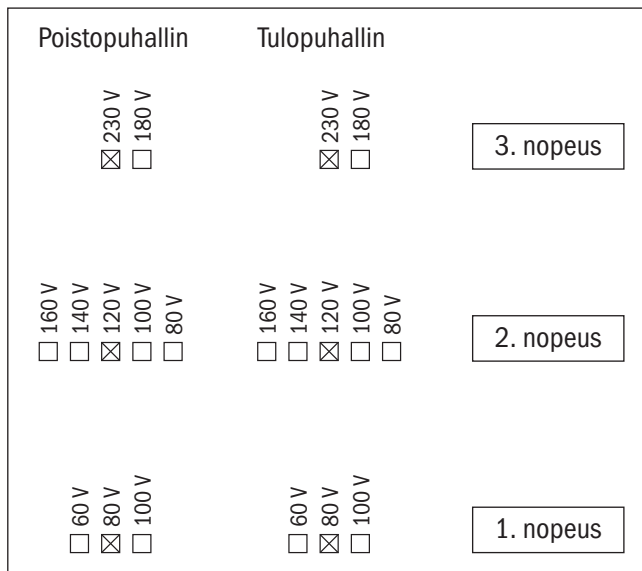 Poistopuhallin Tulopuhallin
230 V 180 V 230 V 180 V 3. nopeus
160 V 140 V 120 V 100 V 80 V 160 V 140 V 120 V 100 V 80 V 2. nopeus
60 V 80 V 100 V 60 V 80 V 100 V 1. nopeus